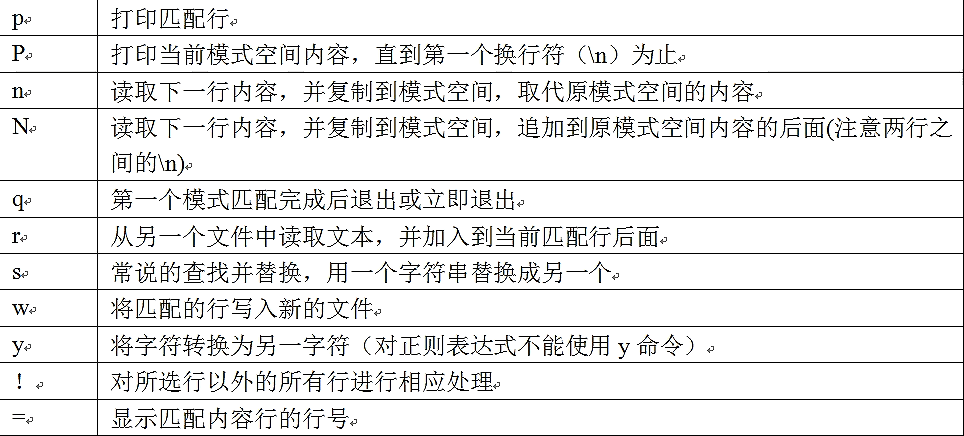 p 打印匹配行
P 打印当前模式空间内容，直到第一个换行符（\n）为止
n 读取下一行内容，并复制到模式空间，取代原模式空间的内容
N 读取下一行内容，并复制到模式空间，追加到原模式空间内容的后面(注意两行之
间的\n)
q 第一个模式匹配完成后退出或立即退出
r 从另一个文件中读取文本，并加入到当前匹配行后面
s 常说的查找并替换，用一个字符串替换成另一个
w 将匹配的行写入新的文件
y 将字符转换为另一字符（对正则表达式不能使用 y 命令）
！ 对所选行以外的所有行进行相应处理
= 显示匹配内容行的行号